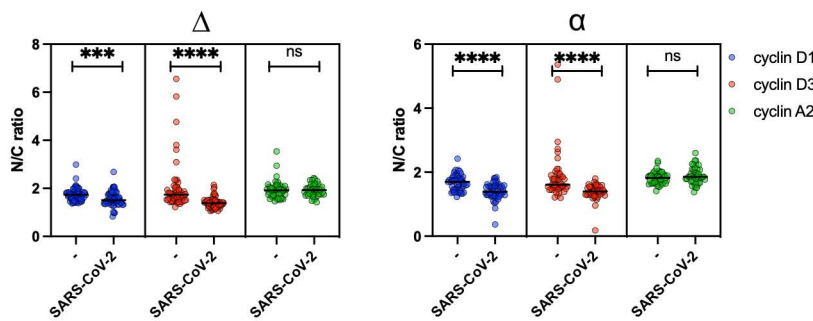 Δ
N/C ratio
8
6
4
2
0
***
****
ns
-
SARS-CoV-2
-
SARS-CoV-2
-
SARS-CoV-2
α
N/C ratio
6
4
2
0
****
****
ns
-
SARS-CoV-2
-
SARS-CoV-2
-
SARS-CoV-2
cyclin D1
cyclin D3
cyclin A2